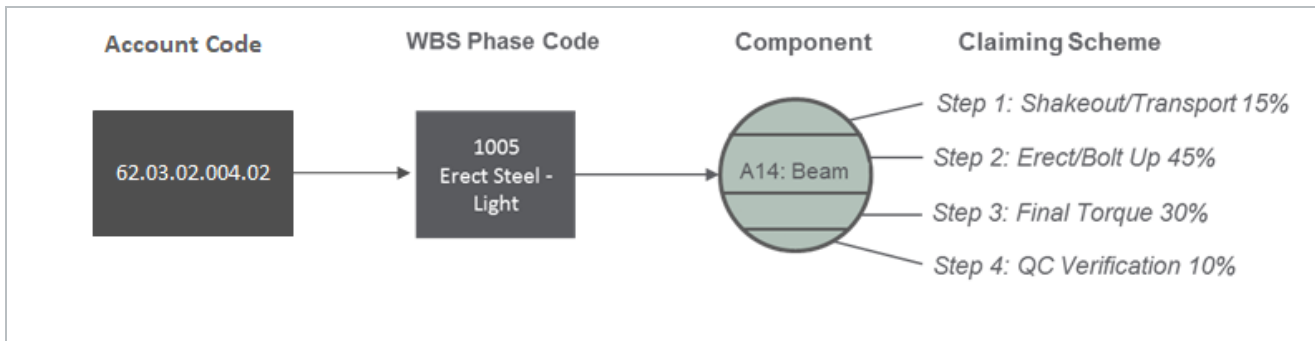 Account Code
WBS Phase Code
Component
Claiming Scheme
62.03.02.004.02
1005
Erect Steel -
Light
A14: Beam
Step 1: Shakeout/Transport 15%
Step 2: Erect/Bolt Up 45%
Step 3: Final Torque 30%
Step 4: QC Verification 10%